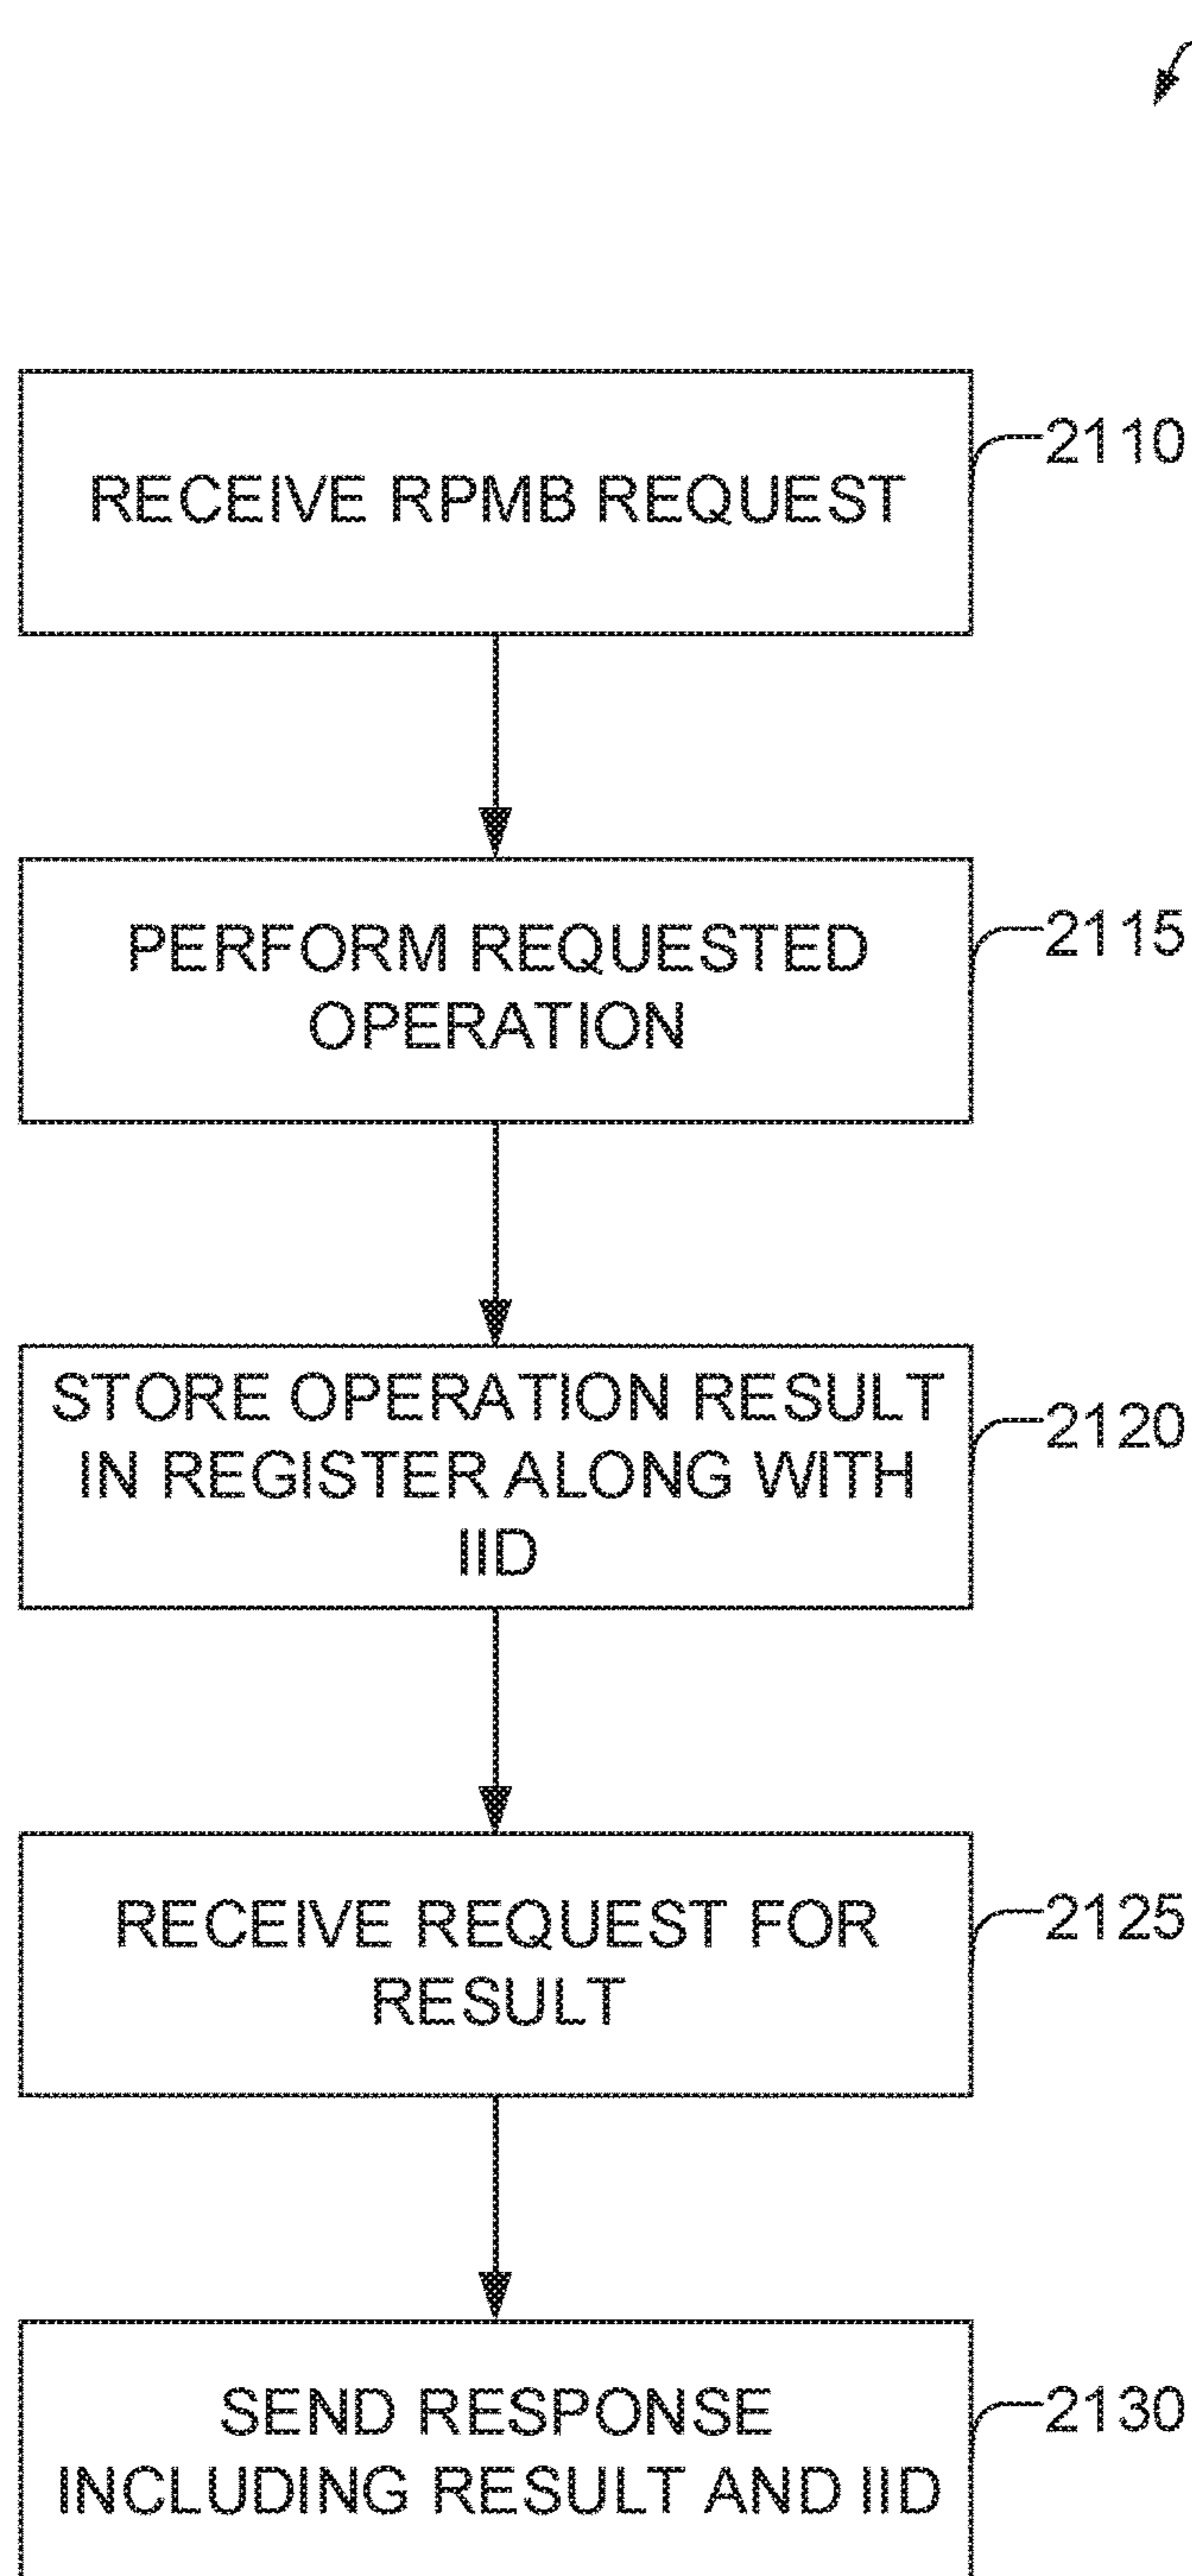 RECEIVE RPMB REQUEST
2110
PERFORM REQUESTED
OPERATION
2115
STORE OPERATION RESULT
IN REGISTER ALONG WITH
IID
2120
RECEIVE REQUEST FOR
RESULT
2125
SEND RESPONSE
INCLUDING RESULT AND IID
2130